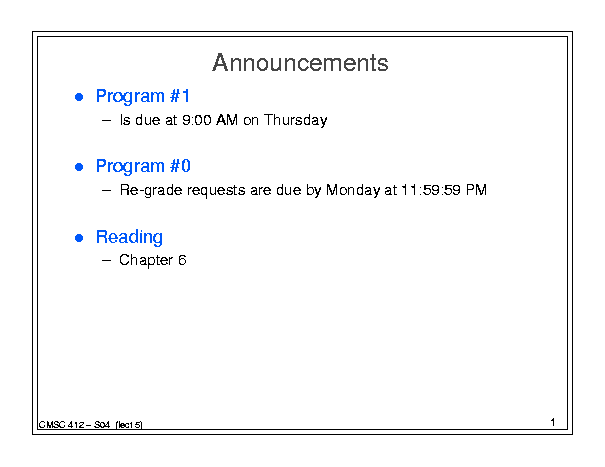 Announcements
● Program #1
– Is due at 9:00 AM on Thursday
● Program #0
– Re-grade requests are due by Monday at 11:59:59 PM
● Reading
– Chapter 6
CMSC 412 – S04 (lect 5)
1